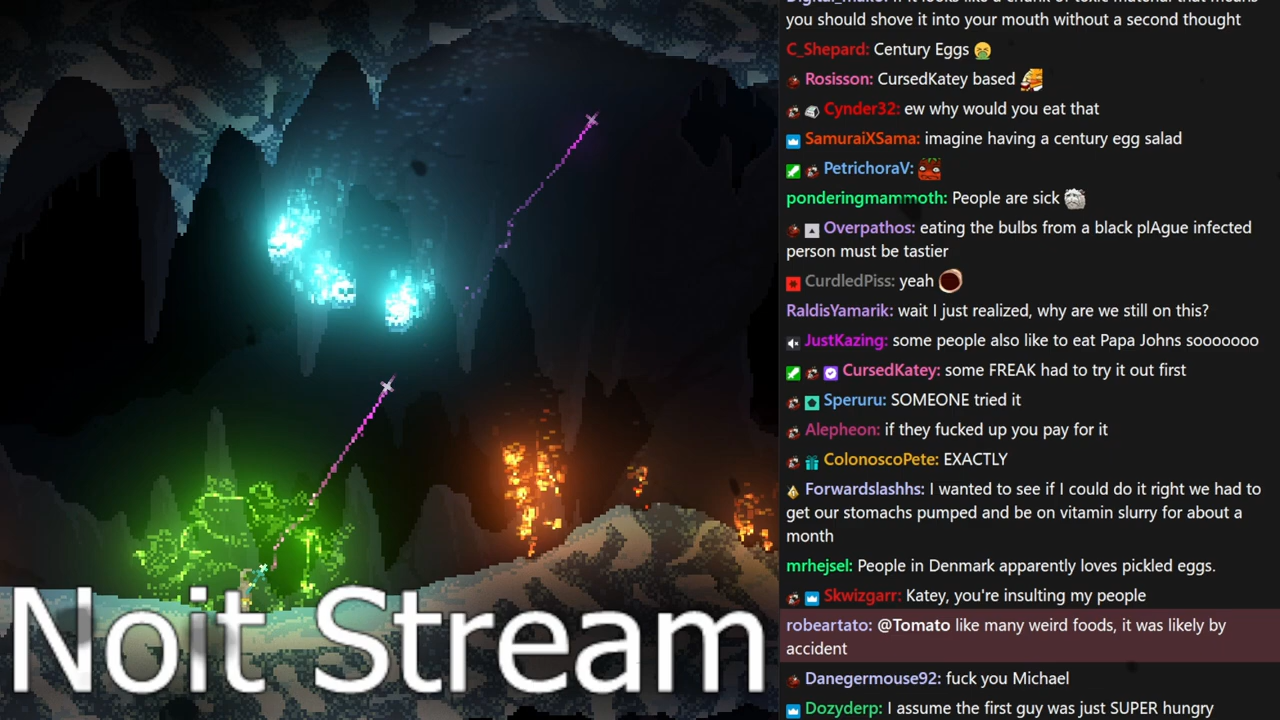 you should shove it into your mouth without a second thought
C_Shepard: Century Eggs
Rosisson: CursedKatey based
Cynder32: ew why would you eat that
SamuraiXSama: imagine having a century egg salad
PetrichoraV:
ponderingmammoth: People are sick
Overpathos: eating the bulbs from a black plAgue infected
person must be tastier
CurdledPiss: yeah
RaldisYamarik: wait I just realized, why are we still on this?
JustKazing: some people also like to eat Papa Johns sooooooo
CursedKatey: some FREAK had to try it out first
Speruru: SOMEONE tried it
Alepheon: if they fucked up you pay for it
ColonoscoPete: EXACTLY
Forwardslashhs: I wanted to see if I could do it right we had to
get our stomachs pumped and be on vitamin slurry for about a
month
mrhejsel: People in Denmark apparently loves pickled eggs.
Skwizgarr: Katey, you're insulting my people
robeartato: @Tomato like many weird foods, it was likely by
accident
Danegermouse92: fuck you Michael
Dozyderp: I assume the first guy was just SUPER hungry
Noit Stream